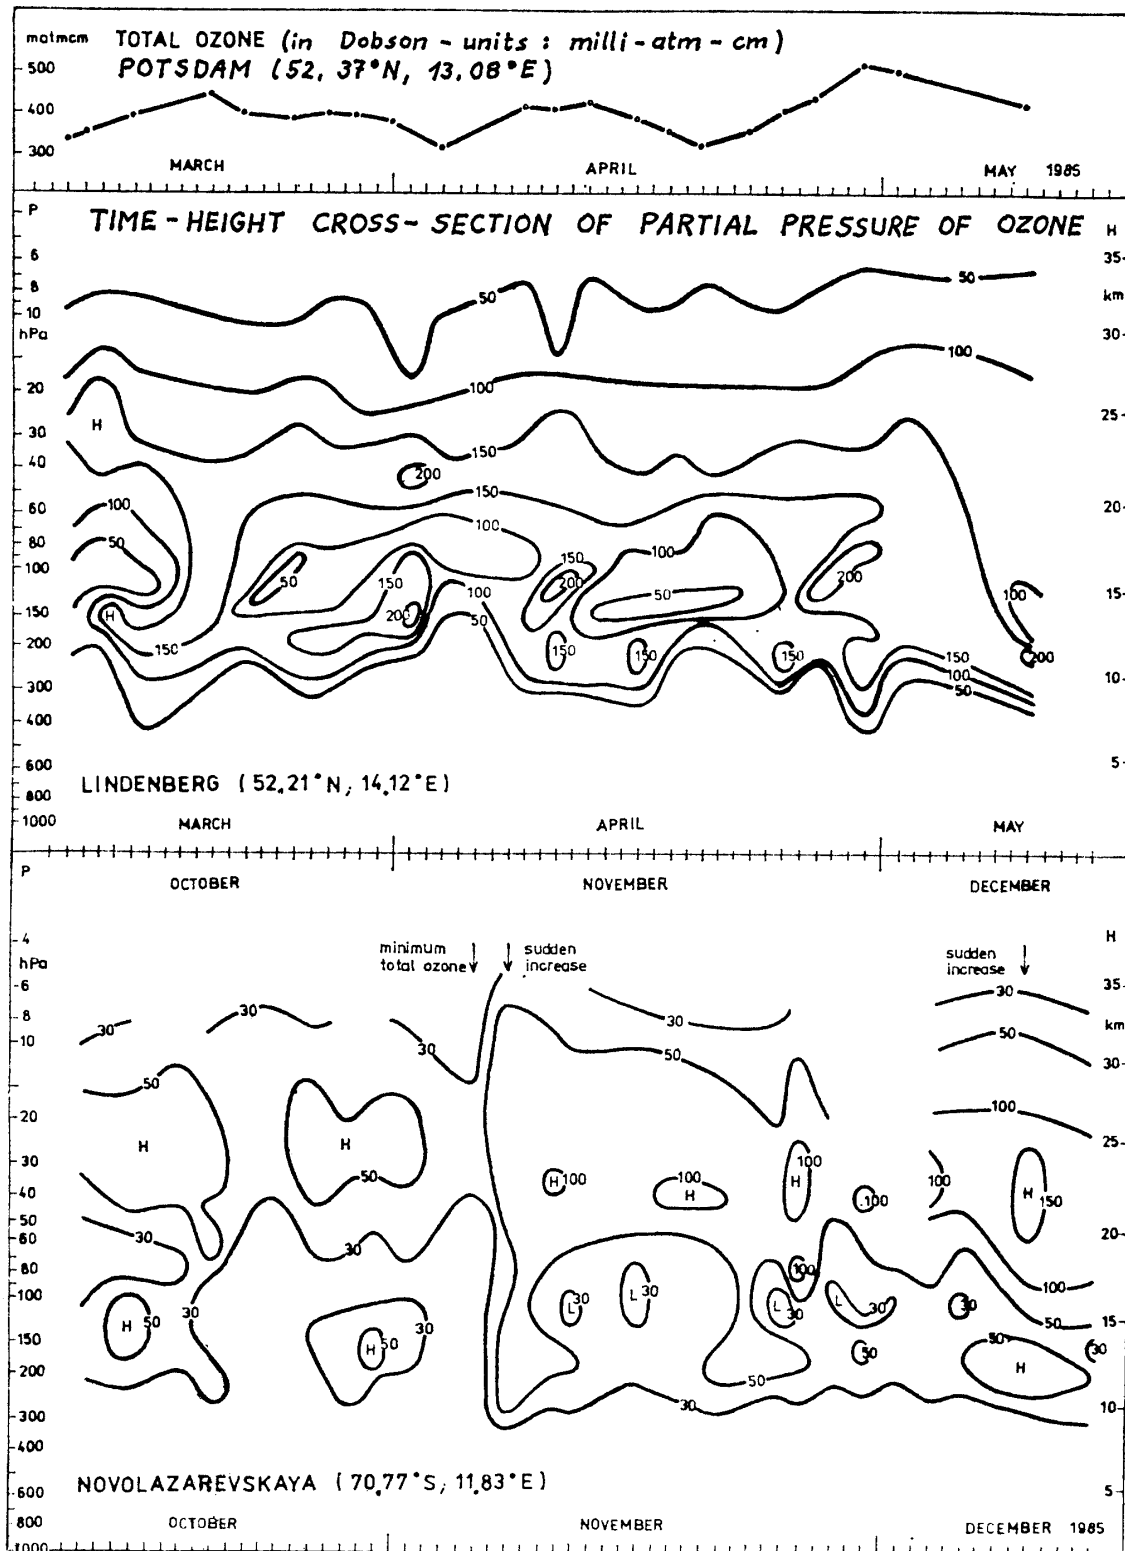 matmcm TOTAL OZONE (in Dobson - units : milli - atm - cm)
POTSDAM (52, 37°N, 13,08°E)
500
400
300
MARCH APRIL MAY 1985
P TIME - HEIGHT CROSS - SECTION OF PARTIAL PRESSURE OF OZONE H
6 35
8 50 50 km
10
hPa 30
100
20 100
25
H
30
150
40
200
150
60 100 20
100
80 50 100
150
100
50 150 200 200
50 100 15
100
150 H 200 50
200 150 150 150 150 200
150
100 10
300 50
400
600 5
LINDENBERG (52,21°N, 14,12°E)
800
1000
MARCH APRIL MAY
P
OCTOBER NOVEMBER DECEMBER
4 H
hPa minimum total ozone ↓ ↓ sudden increase sudden increase ↓
6 30 35
8 30 30 30 km
10 30 50 50
30
50
20 100
H H 25
30 100
H 100 100 H 100
40 50 H 100 H 150
50
60 30 30 20
80 100 100
100 30 L 30 L 30 L 30 L 30 30
H 50 30 50 15
150 H 50 50 50 30
200 50 H
300 30 10
400
NOVOLAZAREVSKAYA (70,77°S, 11,83°E)
600 5
800 OCTOBER NOVEMBER DECEMBER 1985
1000